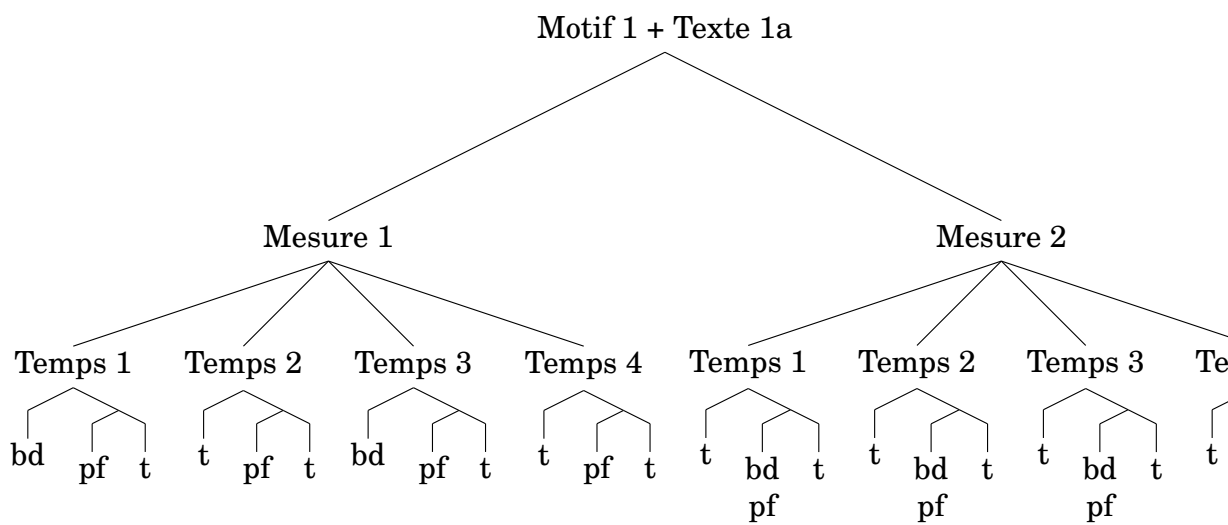 Motif 1 + Texte 1a
Mesure 1 Mesure 2
Temps 1 Temps 2 Temps 3 Temps 4 Temps 1 Temps 2 Temps 3 Te
bd pf t t pf t bd pf t t pf t t bd t t bd t t bd t t
pf pf pf